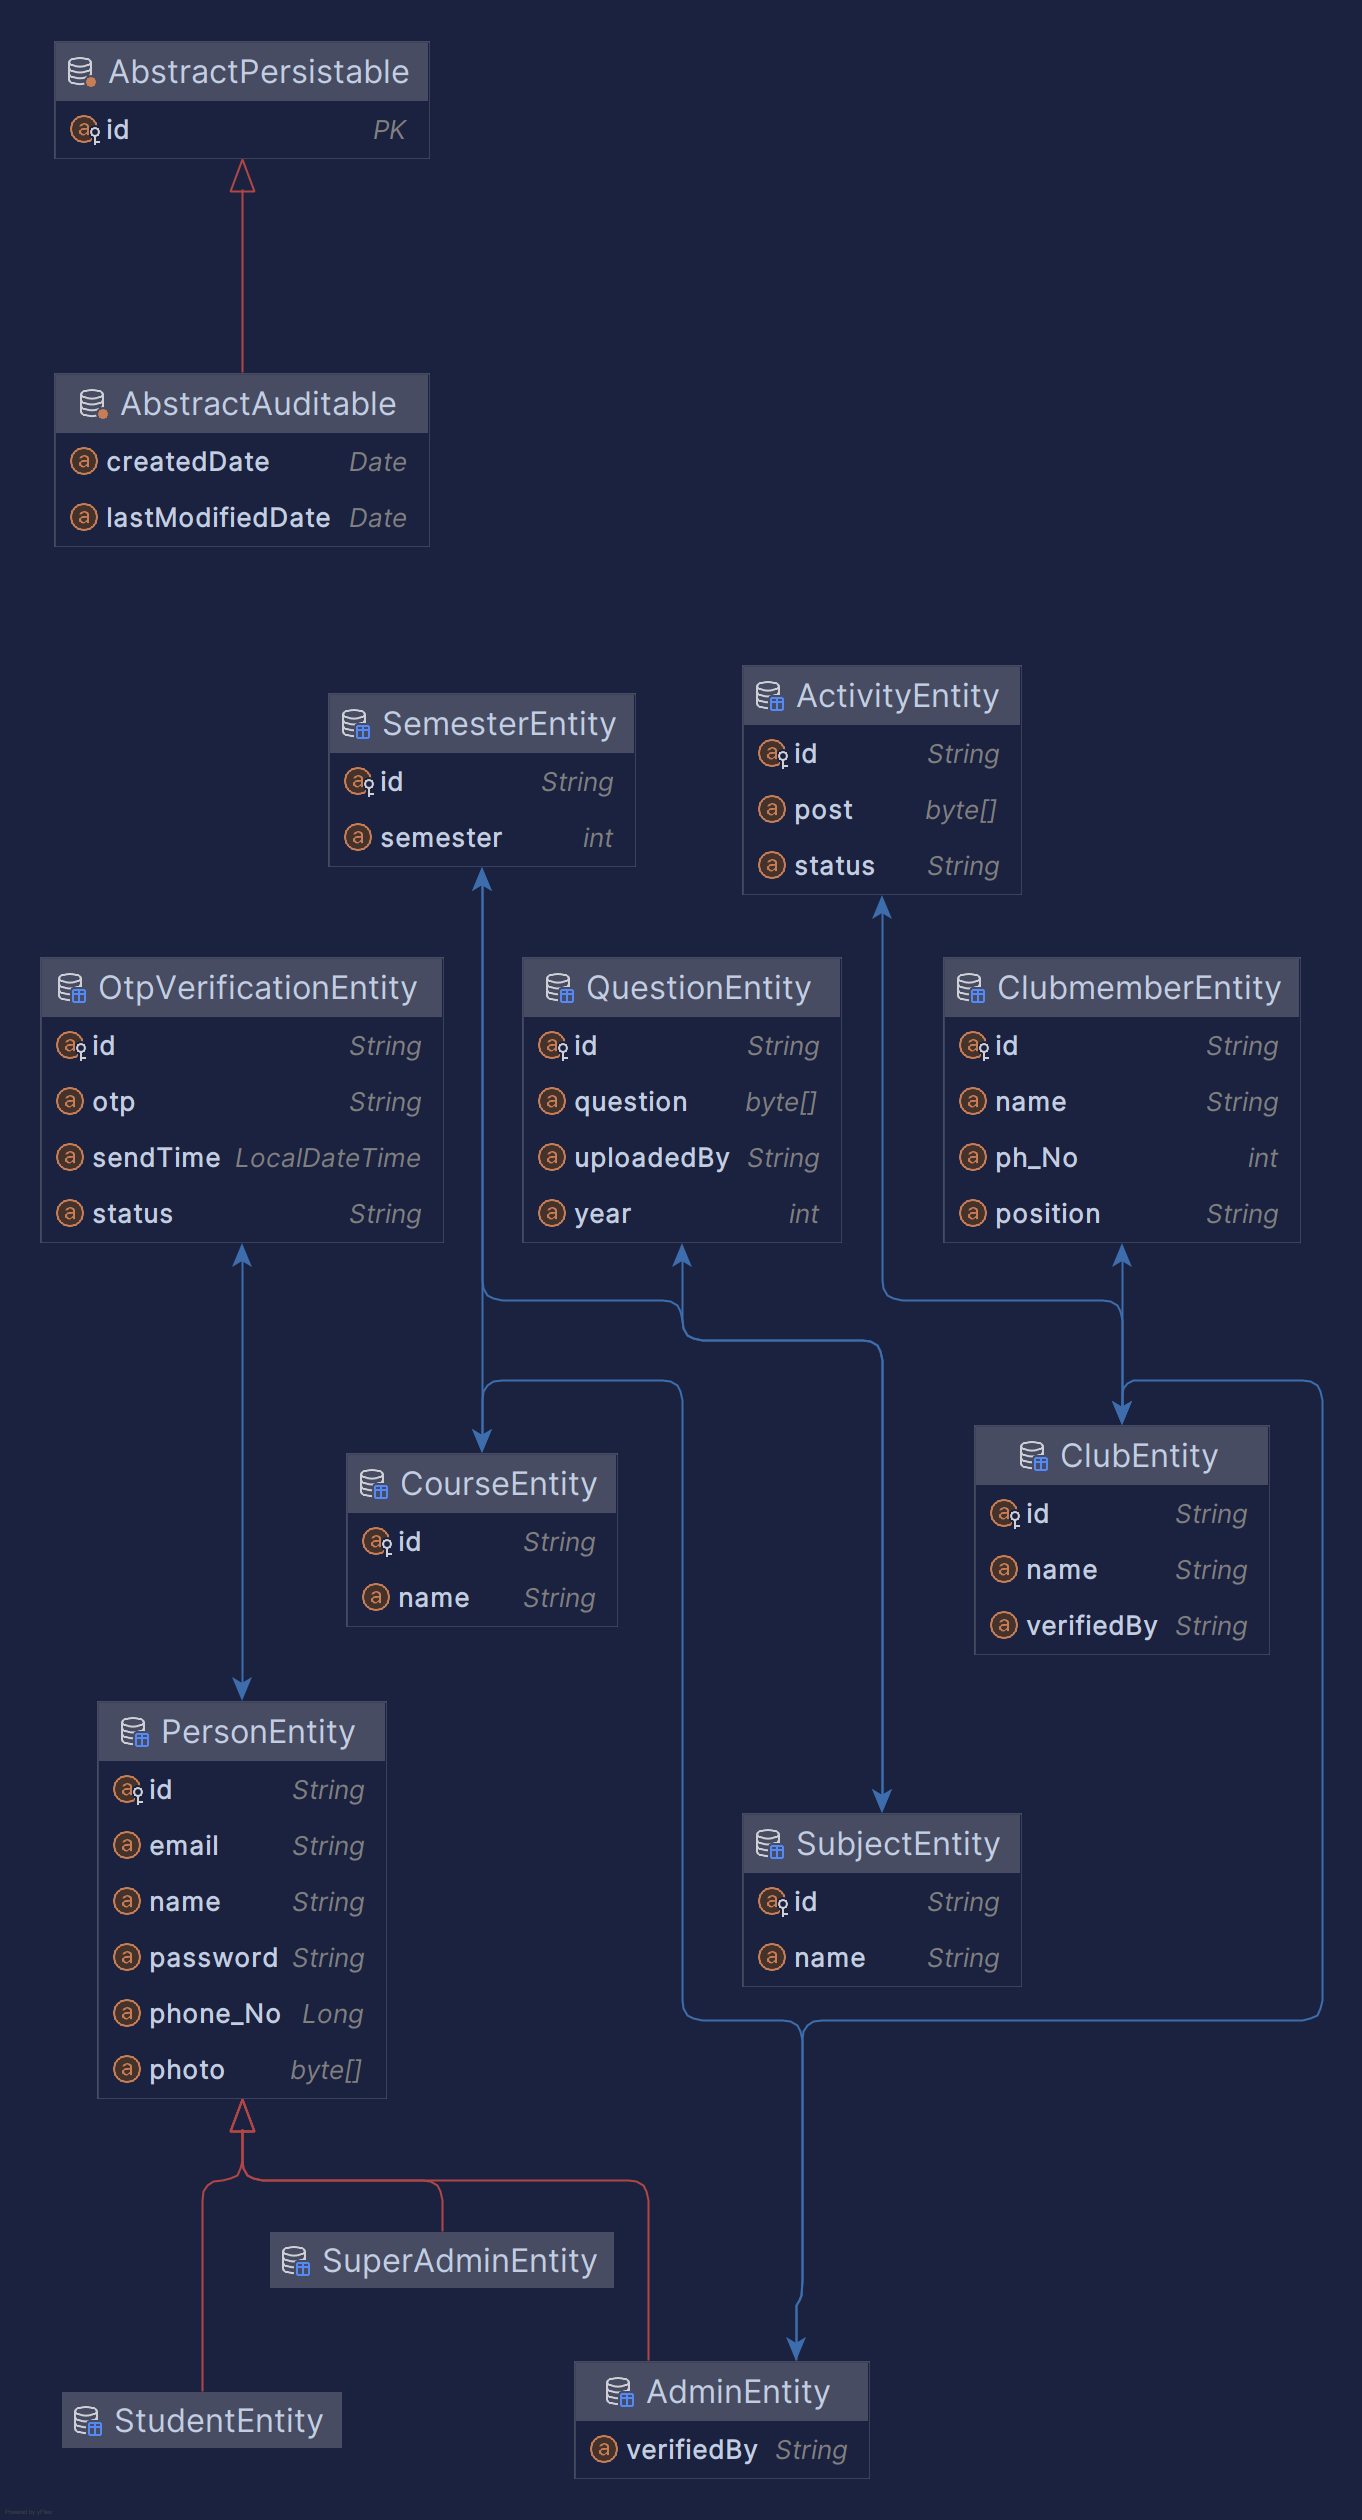 AbstractPersistable
id PK
AbstractAuditable
createdDate Date
lastModifiedDate Date
SemesterEntity
id String
semester int
ActivityEntity
id String
post byte[]
status String
OtpVerificationEntity
id String
otp String
sendTime LocalDateTime
status String
QuestionEntity
id String
question byte[]
uploadedBy String
year int
ClubmemberEntity
id String
name String
ph_No int
position String
CourseEntity
id String
name String
ClubEntity
id String
name String
verifiedBy String
PersonEntity
id String
email String
name String
password String
phone_No Long
photo byte[]
SubjectEntity
id String
name String
SuperAdminEntity
StudentEntity
AdminEntity
verifiedBy String
Powered by yFiles